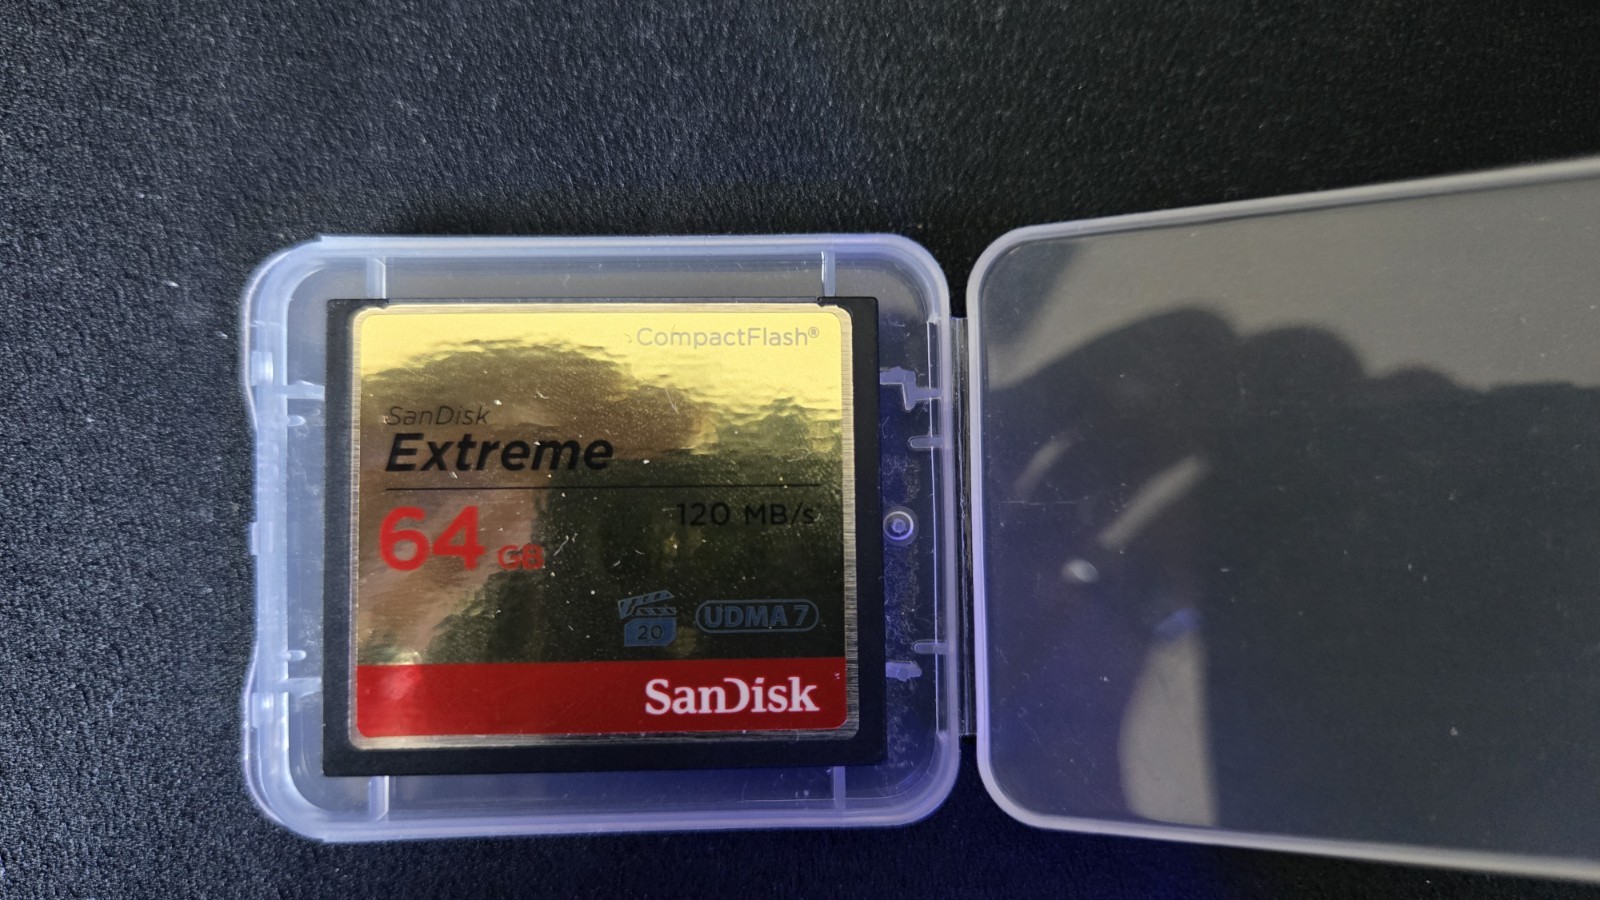 CompactFlash®
SanDisk
Extreme
120 MB/s
64 GB
20
UDMA 7
SanDisk